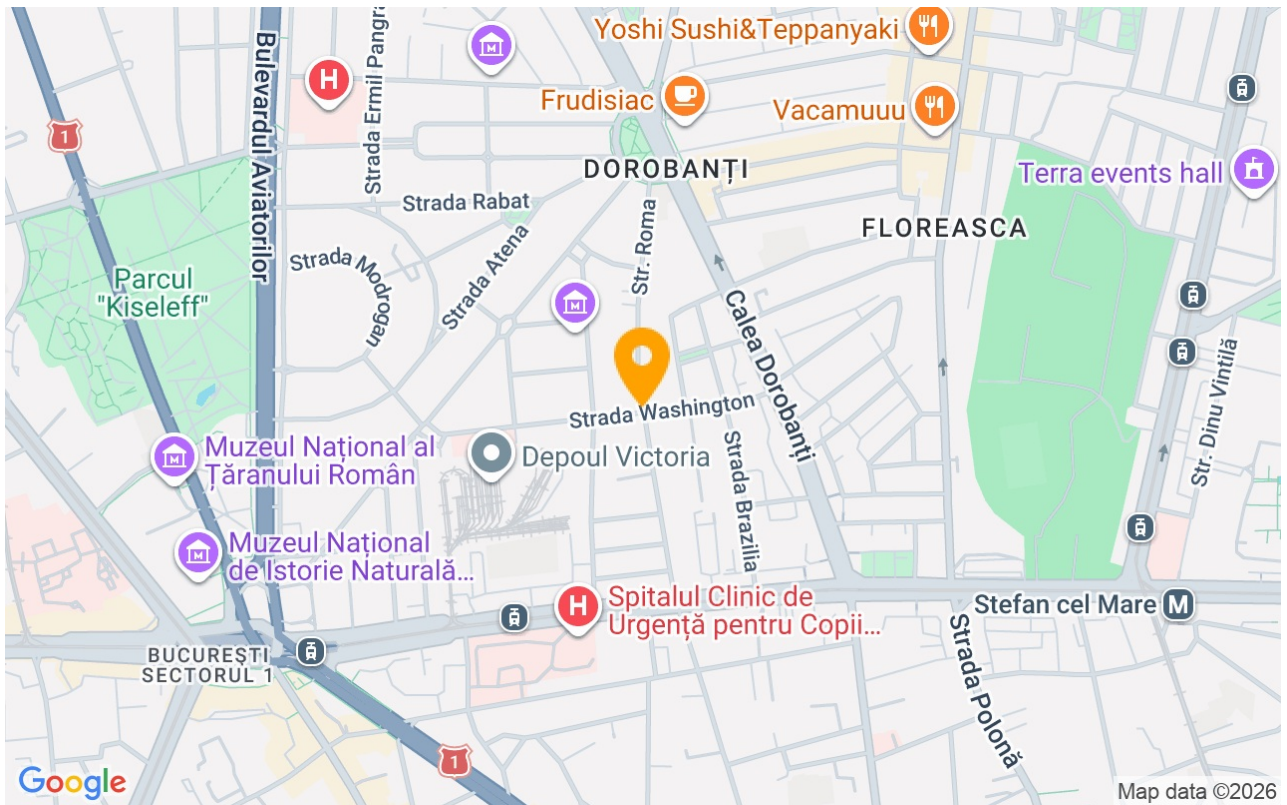 Yoshi Sushi&Teppanyaki
Strada Ermil Pangra
Bulevardul Aviatorilor
H
Frudisiac
Vacamuuu
1
DOROBANȚI
Terra events hall
Strada Rabat
FLOREASCA
Str. Roma
Strada Atena
Strada Modrogan
Parcul
"Kiseleff"
Calea Dorobanți
Str. Dinu Vintilă
Strada Washington
Muzeul Național al
Țăranului Român
Depoul Victoria
Strada Brazilia
Muzeul Național
de Istorie Naturală...
H
Spitalul Clinic de
Urgență pentru Copii...
Stefan cel Mare M
Strada Polonă
BUCUREȘTI
SECTORUL 1
1
Google
Map data ©2026